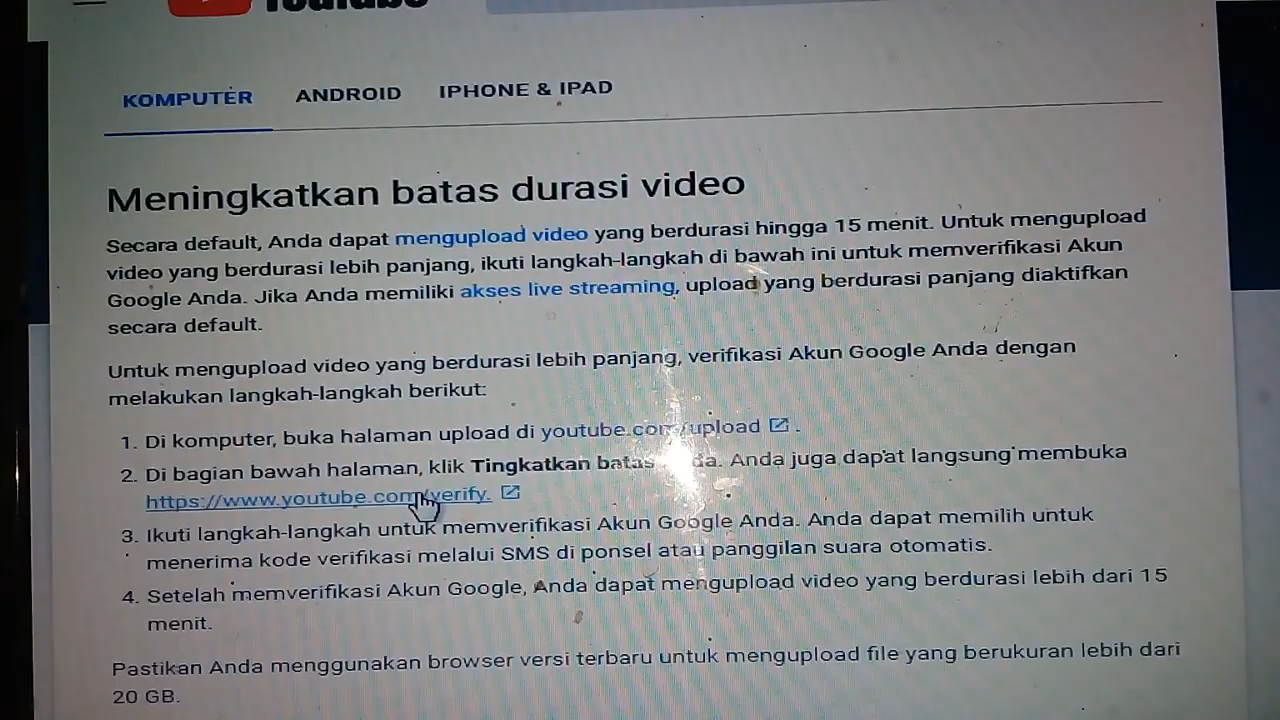 YouTube
KOMPUTER ANDROID IPHONE & IPAD
Meningkatkan batas durasi video
Secara default, Anda dapat mengupload video yang berdurasi hingga 15 menit. Untuk mengupload
video yang berdurasi lebih panjang, ikuti langkah-langkah di bawah ini untuk memverifikasi Akun
Google Anda. Jika Anda memiliki akses live streaming, upload yang berdurasi panjang diaktifkan
secara default.
Untuk mengupload video yang berdurasi lebih panjang, verifikasi Akun Google Anda dengan
melakukan langkah-langkah berikut:
1. Di komputer, buka halaman upload di youtube.com/upload .
2. Di bagian bawah halaman, klik Tingkatkan batas Anda. Anda juga dapat langsung membuka
https://www.youtube.com/verify.
3. Ikuti langkah-langkah untuk memverifikasi Akun Google Anda. Anda dapat memilih untuk
menerima kode verifikasi melalui SMS di ponsel atau panggilan suara otomatis.
4. Setelah memverifikasi Akun Google, Anda dapat mengupload video yang berdurasi lebih dari 15
menit.
Pastikan Anda menggunakan browser versi terbaru untuk mengupload file yang berukuran lebih dari
20 GB.